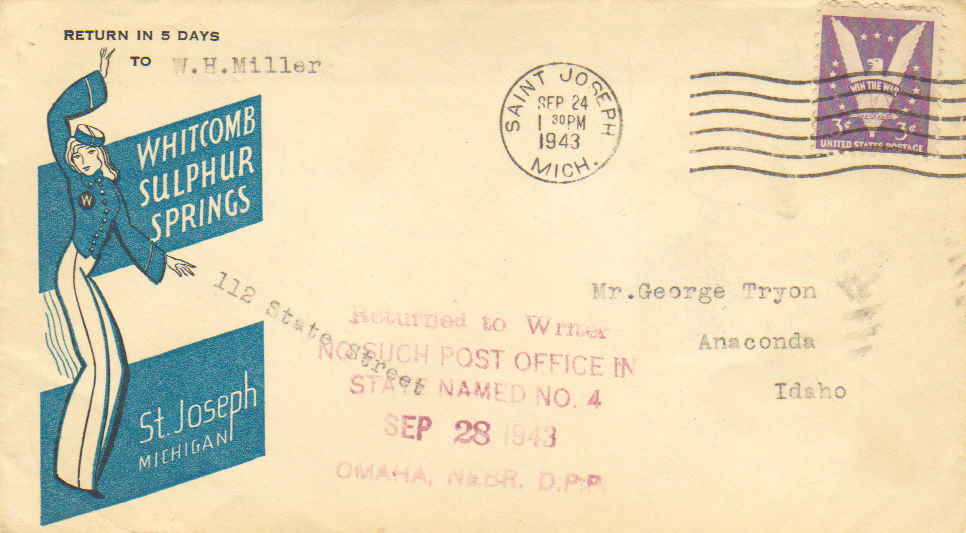 RETURN IN 5 DAYS
TO W.H.Miller
WHITCOMB
SULPHUR
SPRINGS
W
St. Joseph
MICHIGAN
112 State Street
SAINT JOSEPH
SEP 24
1 30PM
1943
MICH.
WIN THE WAR
3¢ 3¢
UNITED STATES POSTAGE
Mr.George Tryon
Anaconda
Idaho
Returned to Writer
NO SUCH POST OFFICE IN
STATE NAMED NO. 4
SEP 28 1943
OMAHA, NEBR. D.P.P.